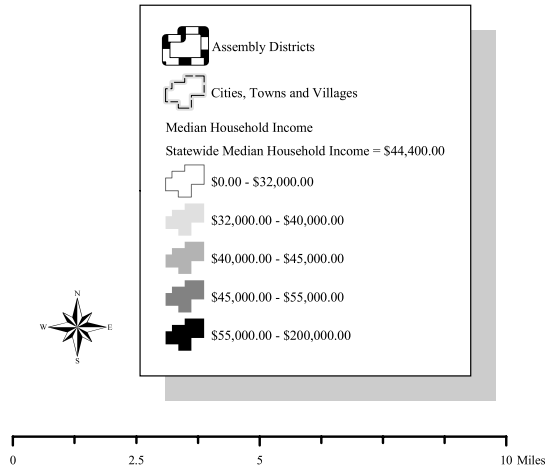 Assembly Districts
Cities, Towns and Villages
Median Household Income
Statewide Median Household Income = $44,400.00
$0.00 - $32,000.00
$32,000.00 - $40,000.00
$40,000.00 - $45,000.00
$45,000.00 - $55,000.00
$55,000.00 - $200,000.00
N
W E
S
0 2.5 5 10 Miles